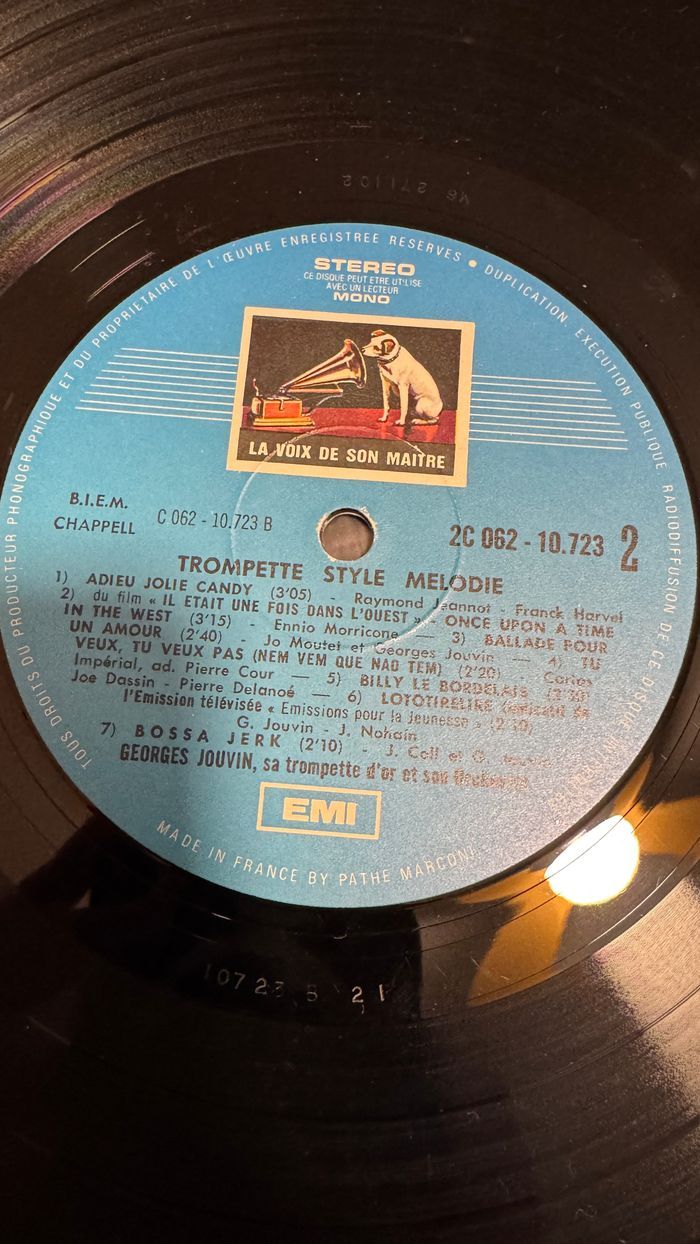 STEREO
CE DISQUE PEUT ETRE UTILISE
AVEC UN LECTEUR
MONO
TOUS DROITS DU PRODUCTEUR PHONOGRAPHIQUE ET DU PROPRIETAIRE DE L'ŒUVRE ENREGISTREE RESERVES • DUPLICATION EXECUTION PUBLIQUE RADIODIFFUSION DE CE DISQUE
LA VOIX DE SON MAITRE
B.I.E.M.
CHAPPELL
C 062 - 10.723 B
2C 062 - 10.723 2
TROMPETTE STYLE MELODIE
1) ADIEU JOLIE CANDY (3'05) - Raymond Jeannot - Franck Harvel
2) du film « IL ETAIT UNE FOIS DANS L'OUEST » - ONCE UPON A TIME
IN THE WEST (3'15) - Ennio Morricone — 3) BALLADE POUR
UN AMOUR (2'40) - Jo Moutet et Georges Jouvin — 4) TU
VEUX, TU VEUX PAS (NEM VEM QUE NAO TEM) (2'20) - Carlos
Impérial, ad. Pierre Cour — 5) BILLY LE BORDELAIS (3'30)
Joe Dassin - Pierre Delanoé — 6) LOTOTIRELIRE de
l'Emission télévisée « Emissions pour la Jeunesse » (2'10)
G. Jouvin - J. Nohain
7) BOSSA JERK (2'10) - J. Coll et G.
GEORGES JOUVIN, sa trompette d'or et son Orchestre
EMI
MADE IN FRANCE BY PATHE MARCONI
10723 B 21